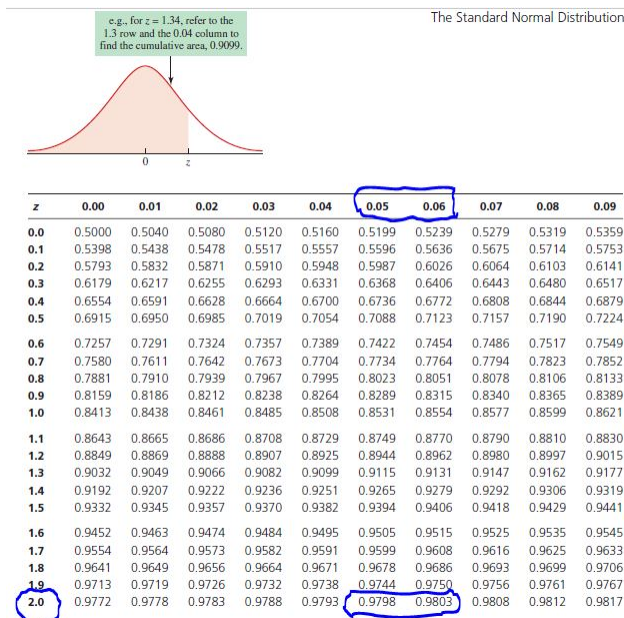 The Standard Normal Distribution
e.g., for z = 1.34, refer to the
1.3 row and the 0.04 column to
find the cumulative area, 0.9099.
0 z
z 0.00 0.01 0.02 0.03 0.04 0.05 0.06 0.07 0.08 0.09
0.0 0.5000 0.5040 0.5080 0.5120 0.5160 0.5199 0.5239 0.5279 0.5319 0.5359
0.1 0.5398 0.5438 0.5478 0.5517 0.5557 0.5596 0.5636 0.5675 0.5714 0.5753
0.2 0.5793 0.5832 0.5871 0.5910 0.5948 0.5987 0.6026 0.6064 0.6103 0.6141
0.3 0.6179 0.6217 0.6255 0.6293 0.6331 0.6368 0.6406 0.6443 0.6480 0.6517
0.4 0.6554 0.6591 0.6628 0.6664 0.6700 0.6736 0.6772 0.6808 0.6844 0.6879
0.5 0.6915 0.6950 0.6985 0.7019 0.7054 0.7088 0.7123 0.7157 0.7190 0.7224
0.6 0.7257 0.7291 0.7324 0.7357 0.7389 0.7422 0.7454 0.7486 0.7517 0.7549
0.7 0.7580 0.7611 0.7642 0.7673 0.7704 0.7734 0.7764 0.7794 0.7823 0.7852
0.8 0.7881 0.7910 0.7939 0.7967 0.7995 0.8023 0.8051 0.8078 0.8106 0.8133
0.9 0.8159 0.8186 0.8212 0.8238 0.8264 0.8289 0.8315 0.8340 0.8365 0.8389
1.0 0.8413 0.8438 0.8461 0.8485 0.8508 0.8531 0.8554 0.8577 0.8599 0.8621
1.1 0.8643 0.8665 0.8686 0.8708 0.8729 0.8749 0.8770 0.8790 0.8810 0.8830
1.2 0.8849 0.8869 0.8888 0.8907 0.8925 0.8944 0.8962 0.8980 0.8997 0.9015
1.3 0.9032 0.9049 0.9066 0.9082 0.9099 0.9115 0.9131 0.9147 0.9162 0.9177
1.4 0.9192 0.9207 0.9222 0.9236 0.9251 0.9265 0.9279 0.9292 0.9306 0.9319
1.5 0.9332 0.9345 0.9357 0.9370 0.9382 0.9394 0.9406 0.9418 0.9429 0.9441
1.6 0.9452 0.9463 0.9474 0.9484 0.9495 0.9505 0.9515 0.9525 0.9535 0.9545
1.7 0.9554 0.9564 0.9573 0.9582 0.9591 0.9599 0.9608 0.9616 0.9625 0.9633
1.8 0.9641 0.9649 0.9656 0.9664 0.9671 0.9678 0.9686 0.9693 0.9699 0.9706
1.9 0.9713 0.9719 0.9726 0.9732 0.9738 0.9744 0.9750 0.9756 0.9761 0.9767
2.0 0.9772 0.9778 0.9783 0.9788 0.9793 0.9798 0.9803 0.9808 0.9812 0.9817